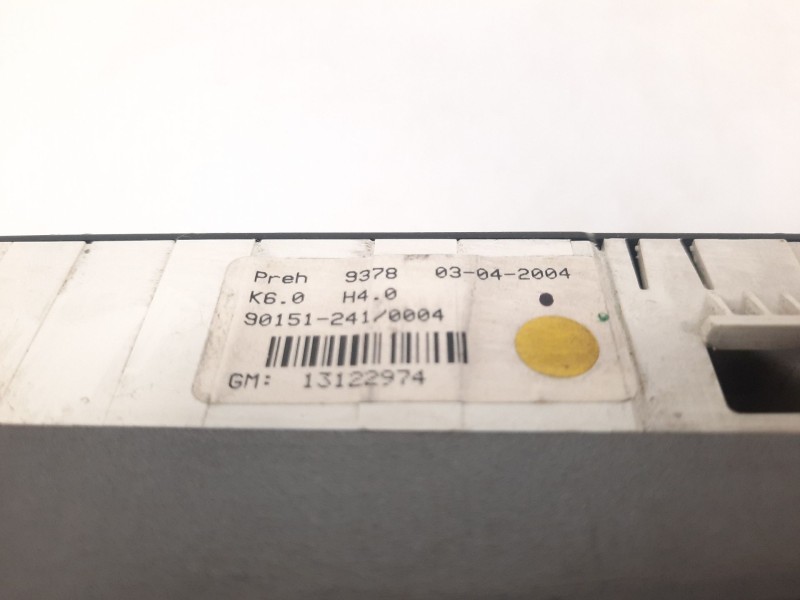 Preh 9378 03-04-2004
K6.0 H4.0
90151-241/0004
GM: 13122974